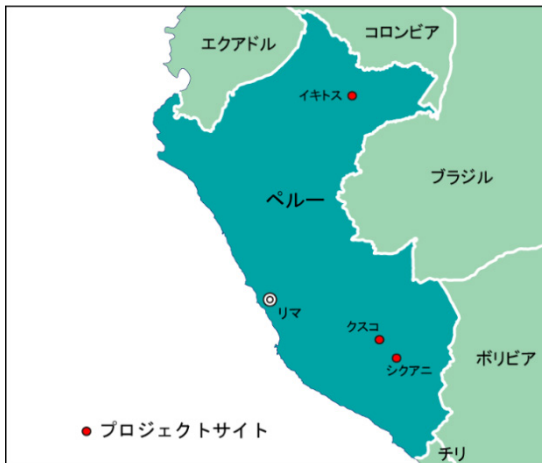 コロンビア
エクアドル
イキトス
ブラジル
ペルー
リマ
クスコ
シクアニ
ボリビア
プロジェクトサイト
チリ